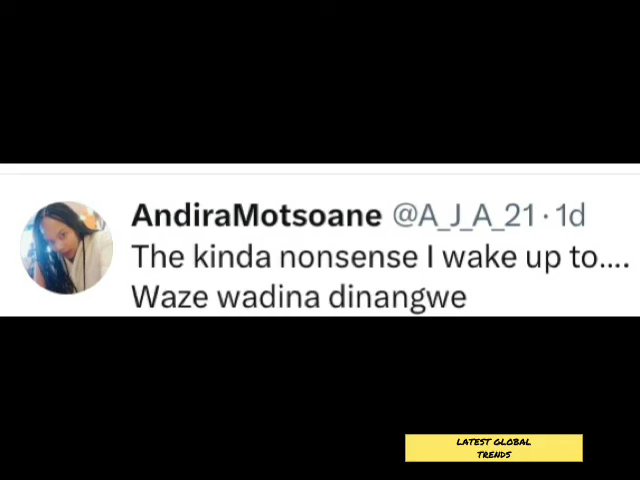 AndiraMotsoane @A_J_A_21 · 1d
The kinda nonsense I wake up to....
Waze wadina dinangwe
LATEST GLOBAL
TRENDS